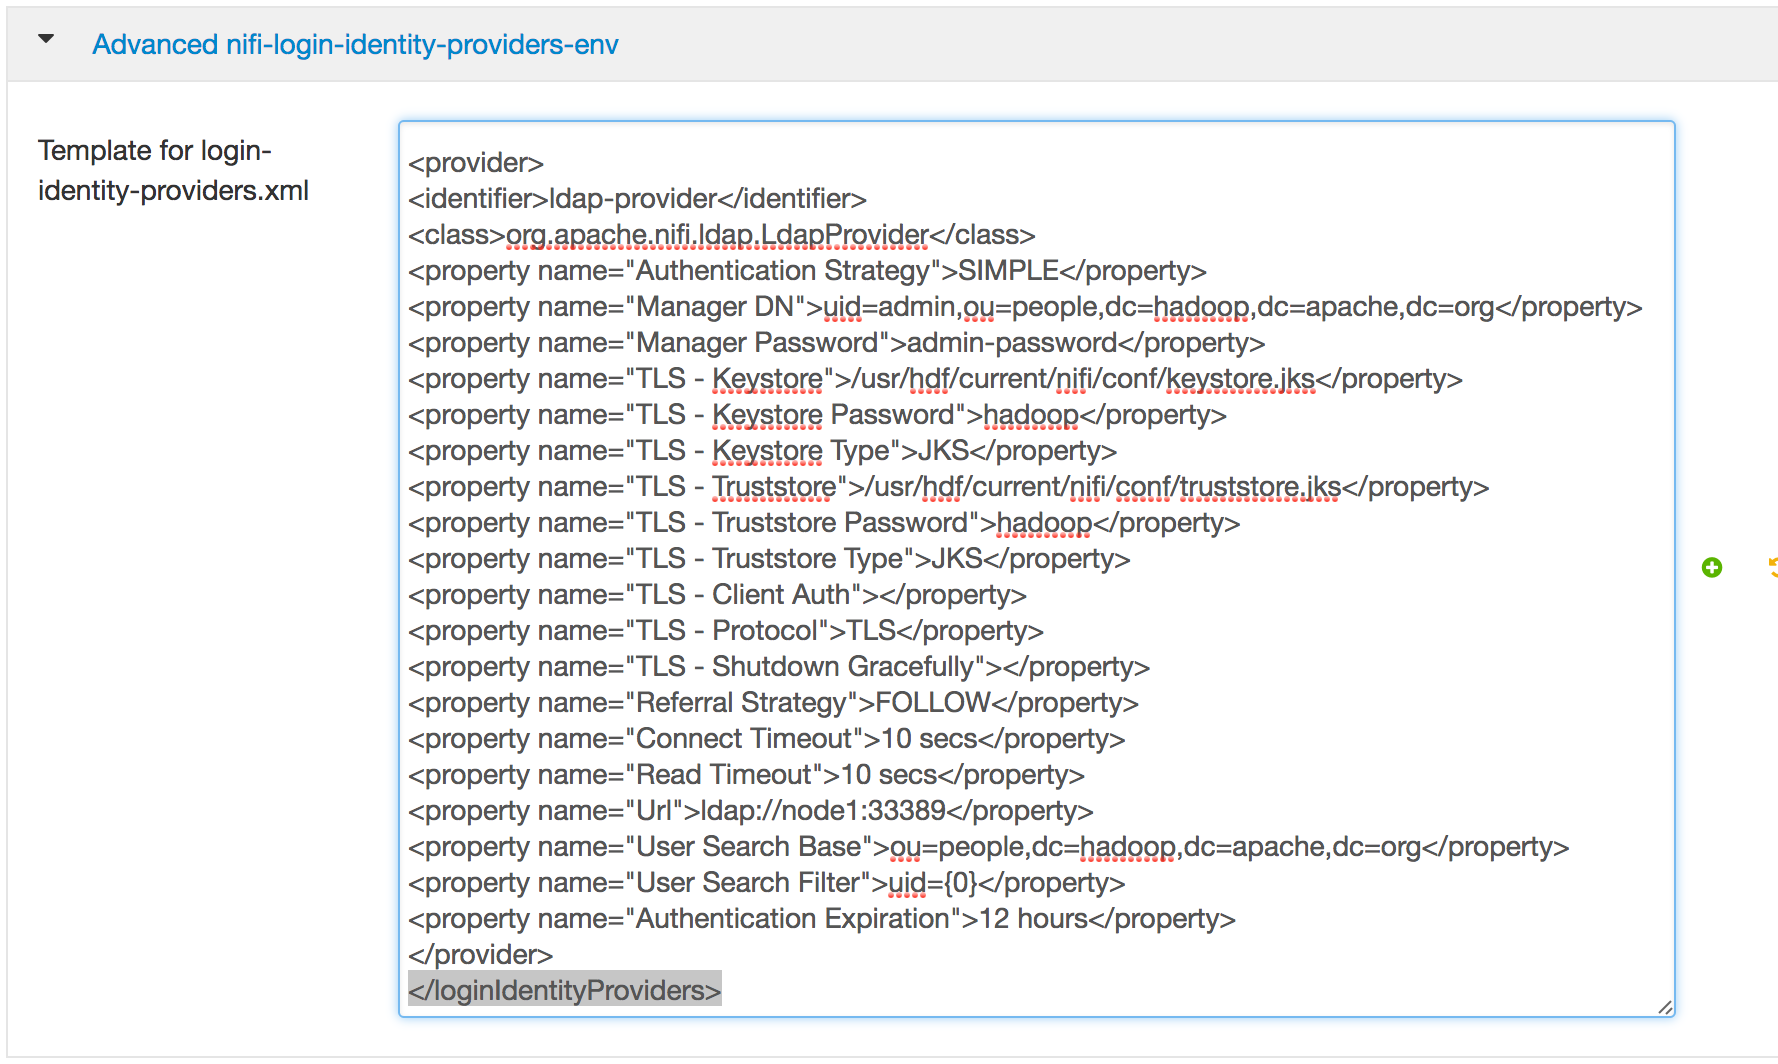 Advanced nifi-login-identity-providers-env
Template for login-
identity-providers.xml
<provider>
<identifier>ldap-provider</identifier>
<class>org.apache.nifi.ldap.LdapProvider</class>
<property name="Authentication Strategy">SIMPLE</property>
<property name="Manager DN">uid=admin,ou=people,dc=hadoop,dc=apache,dc=org</property>
<property name="Manager Password">admin-password</property>
<property name="TLS - Keystore">/usr/hdf/current/nifi/conf/keystore.jks</property>
<property name="TLS - Keystore Password">hadoop</property>
<property name="TLS - Keystore Type">JKS</property>
<property name="TLS - Truststore">/usr/hdf/current/nifi/conf/truststore.jks</property>
<property name="TLS - Truststore Password">hadoop</property>
<property name="TLS - Truststore Type">JKS</property>
<property name="TLS - Client Auth"></property>
<property name="TLS - Protocol">TLS</property>
<property name="TLS - Shutdown Gracefully"></property>
<property name="Referral Strategy">FOLLOW</property>
<property name="Connect Timeout">10 secs</property>
<property name="Read Timeout">10 secs</property>
<property name="Url">ldap://node1:33389</property>
<property name="User Search Base">ou=people,dc=hadoop,dc=apache,dc=org</property>
<property name="User Search Filter">uid={0}</property>
<property name="Authentication Expiration">12 hours</property>
</provider>
</loginIdentityProviders>